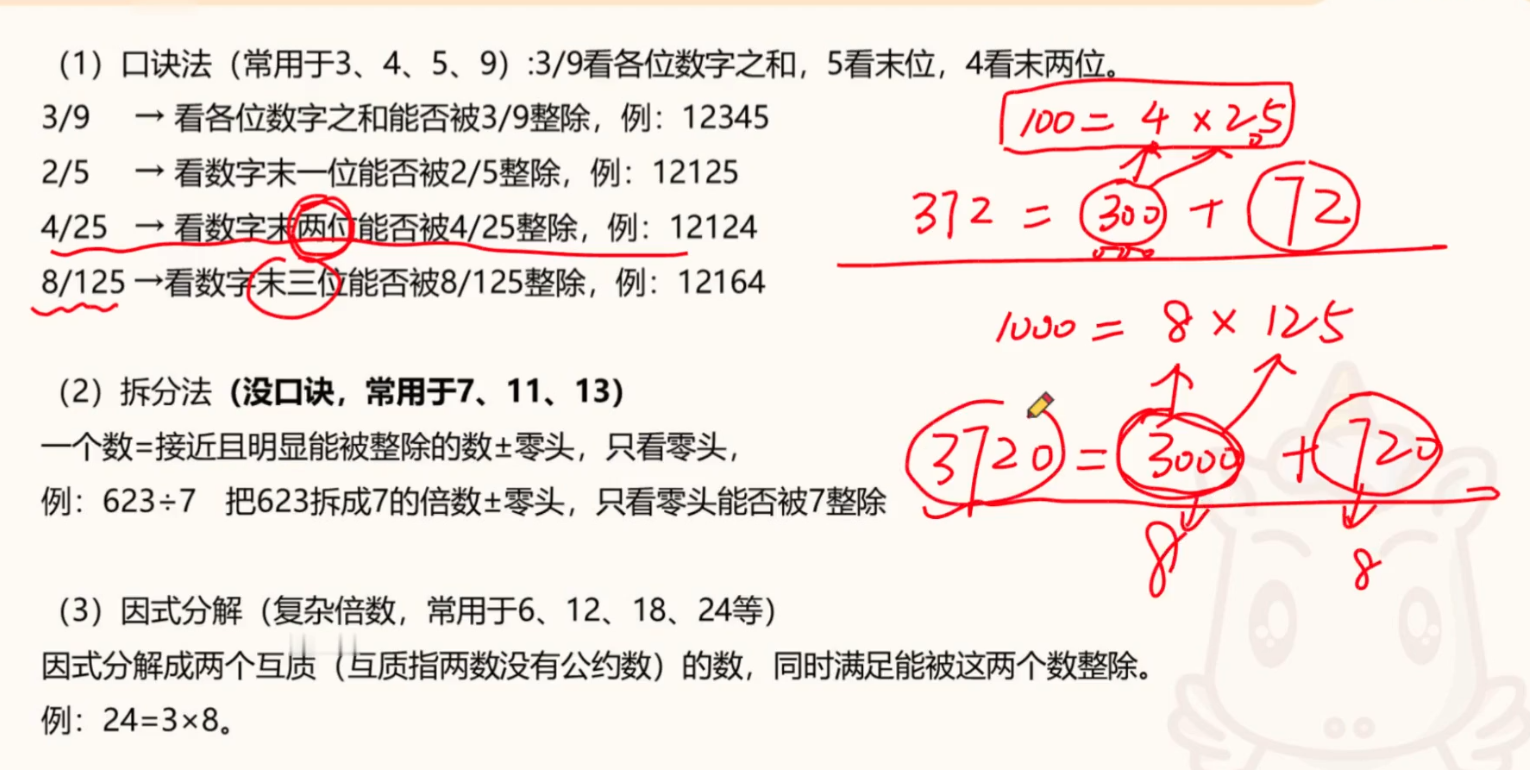 （1）口诀法（常用于3、4、5、9）:3/9看各位数字之和，5看末位，4看末两位。
3/9 → 看各位数字之和能否被3/9整除，例：12345
2/5 → 看数字末一位能否被2/5整除，例：12125
4/25 → 看数字末两位能否被4/25整除，例：12124
8/125 →看数字末三位能否被8/125整除，例：12164
100 = 4 × 25
372 = 300 + 72
1000 = 8 × 125
3720 = 3000 + 720
8 8
（2）拆分法（没口诀，常用于7、11、13）
一个数=接近且明显能被整除的数±零头，只看零头，
例：623÷7 把623拆成7的倍数±零头，只看零头能否被7整除
（3）因式分解（复杂倍数，常用于6、12、18、24等）
因式分解成两个互质（互质指两数没有公约数）的数，同时满足能被这两个数整除。
例：24=3×8。